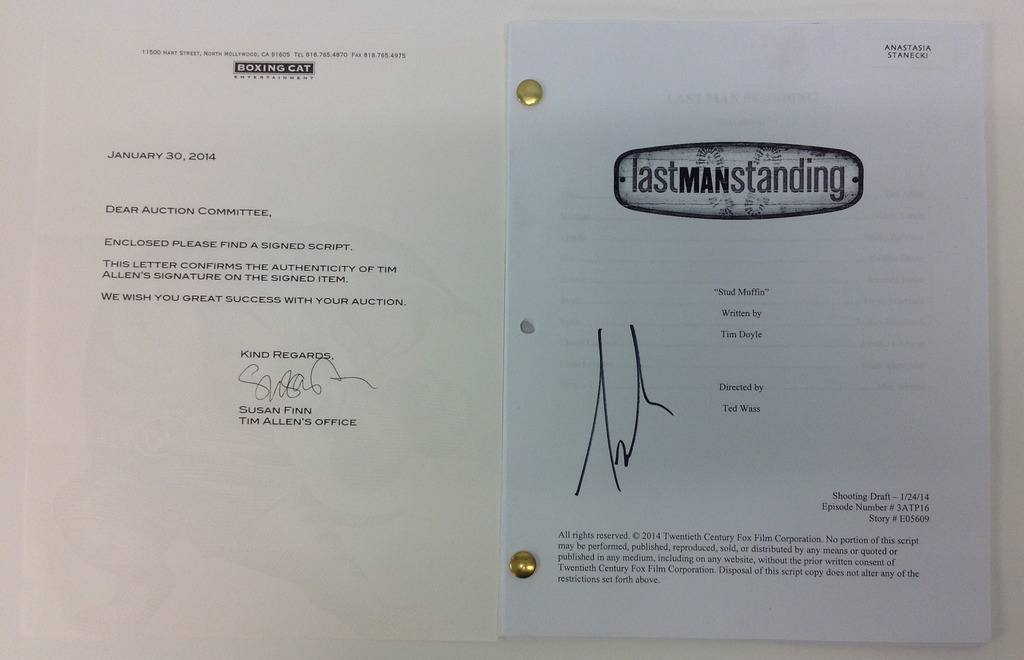 11500 HART STREET, NORTH HOLLYWOOD, CA 91605 TEL 818.765.4870 FAX 818.765.4975
BOXING CAT
ENTERTAINMENT
JANUARY 30, 2014
DEAR AUCTION COMMITTEE,
ENCLOSED PLEASE FIND A SIGNED SCRIPT.
THIS LETTER CONFIRMS THE AUTHENTICITY OF TIM
ALLEN'S SIGNATURE ON THE SIGNED ITEM.
WE WISH YOU GREAT SUCCESS WITH YOUR AUCTION.
KIND REGARDS,
SUSAN FINN
TIM ALLEN'S OFFICE
ANASTASIA
STANECKI
lastMANstanding
"Stud Muffin"
Written by
Tim Doyle
Directed by
Ted Wass
Shooting Draft – 1/24/14
Episode Number # 3ATP16
Story # E05609
All rights reserved. © 2014 Twentieth Century Fox Film Corporation. No portion of this script
may be performed, published, reproduced, sold, or distributed by any means or quoted or
published in any medium, including on any website, without the prior written consent of
Twentieth Century Fox Film Corporation. Disposal of this script copy does not alter any of the
restrictions set forth above.